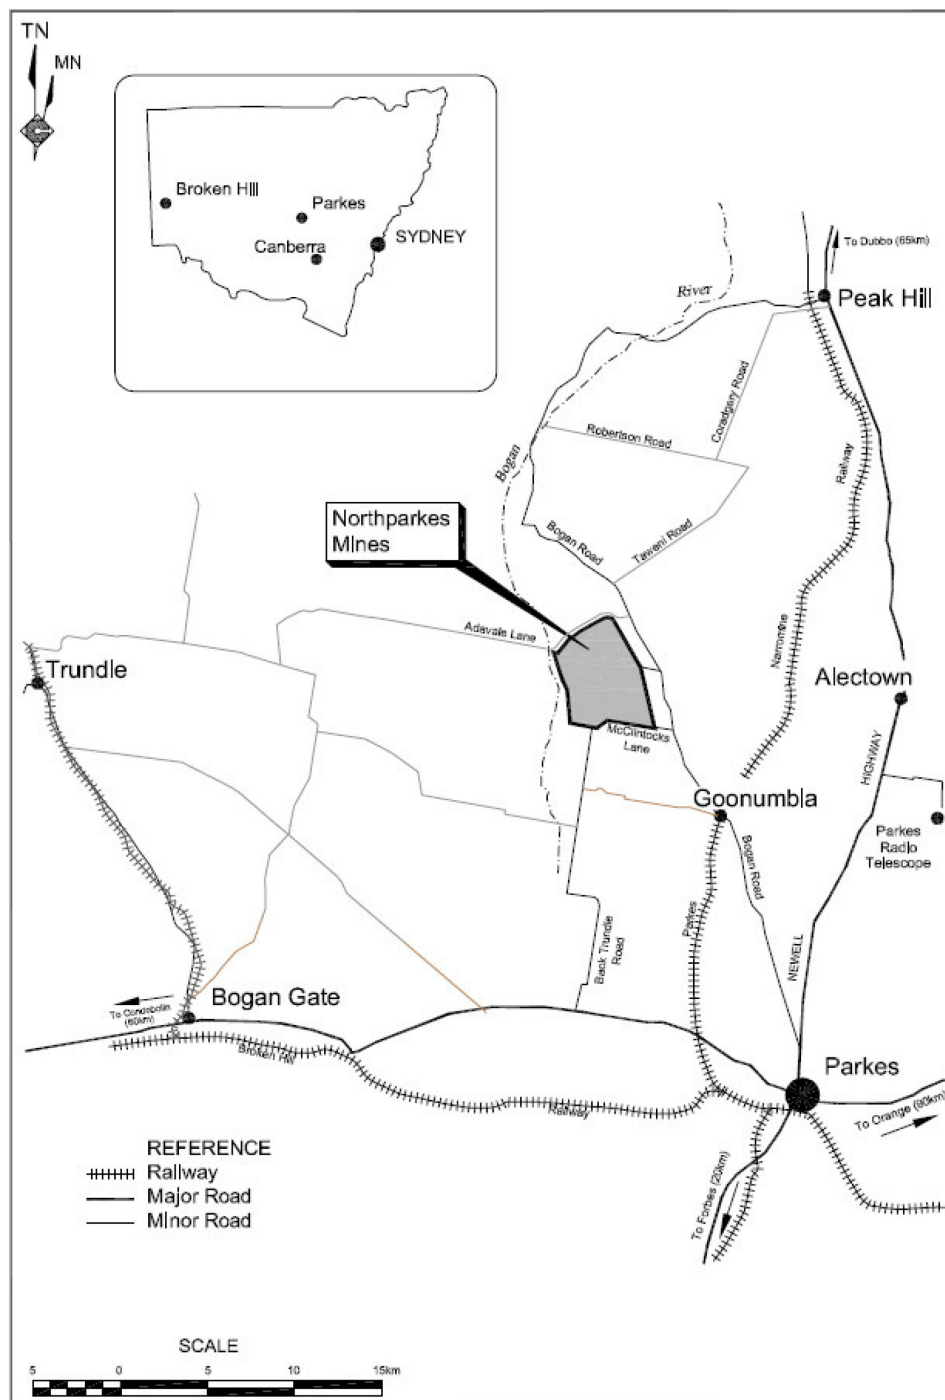 TN
MN
Broken Hill
Parkes
Canberra
SYDNEY
To Dubbo (65km)
River
Peak Hill
Coradgery Road
Robertson Road
Bogan
Railway
Northparkes
Mines
Bogan Road
Tawani Road
Adavale Lane
Narromine
Trundle
Alectown
McClintocks
Lane
HIGHWAY
Goonumbla
Parkes
Radio
Telescope
Bogan Road
Parkes
Back Trundle
Road
NEWELL
Bogan Gate
To Condobolin
(60km)
Broken Hill
Parkes
Railway
To Orange (90km)
To Forbes (20km)
REFERENCE
Railway
Major Road
Minor Road
SCALE
5 0 5 10 15km